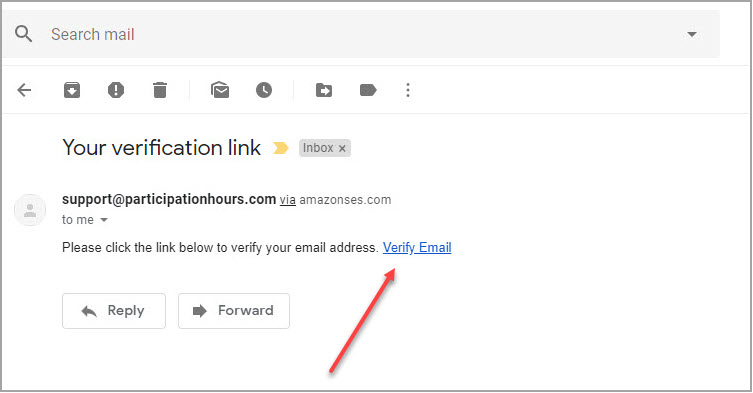 Search mail
Your verification link Inbox x
support@participationhours.com via amazonses.com
to me
Please click the link below to verify your email address. Verify Email
Reply Forward